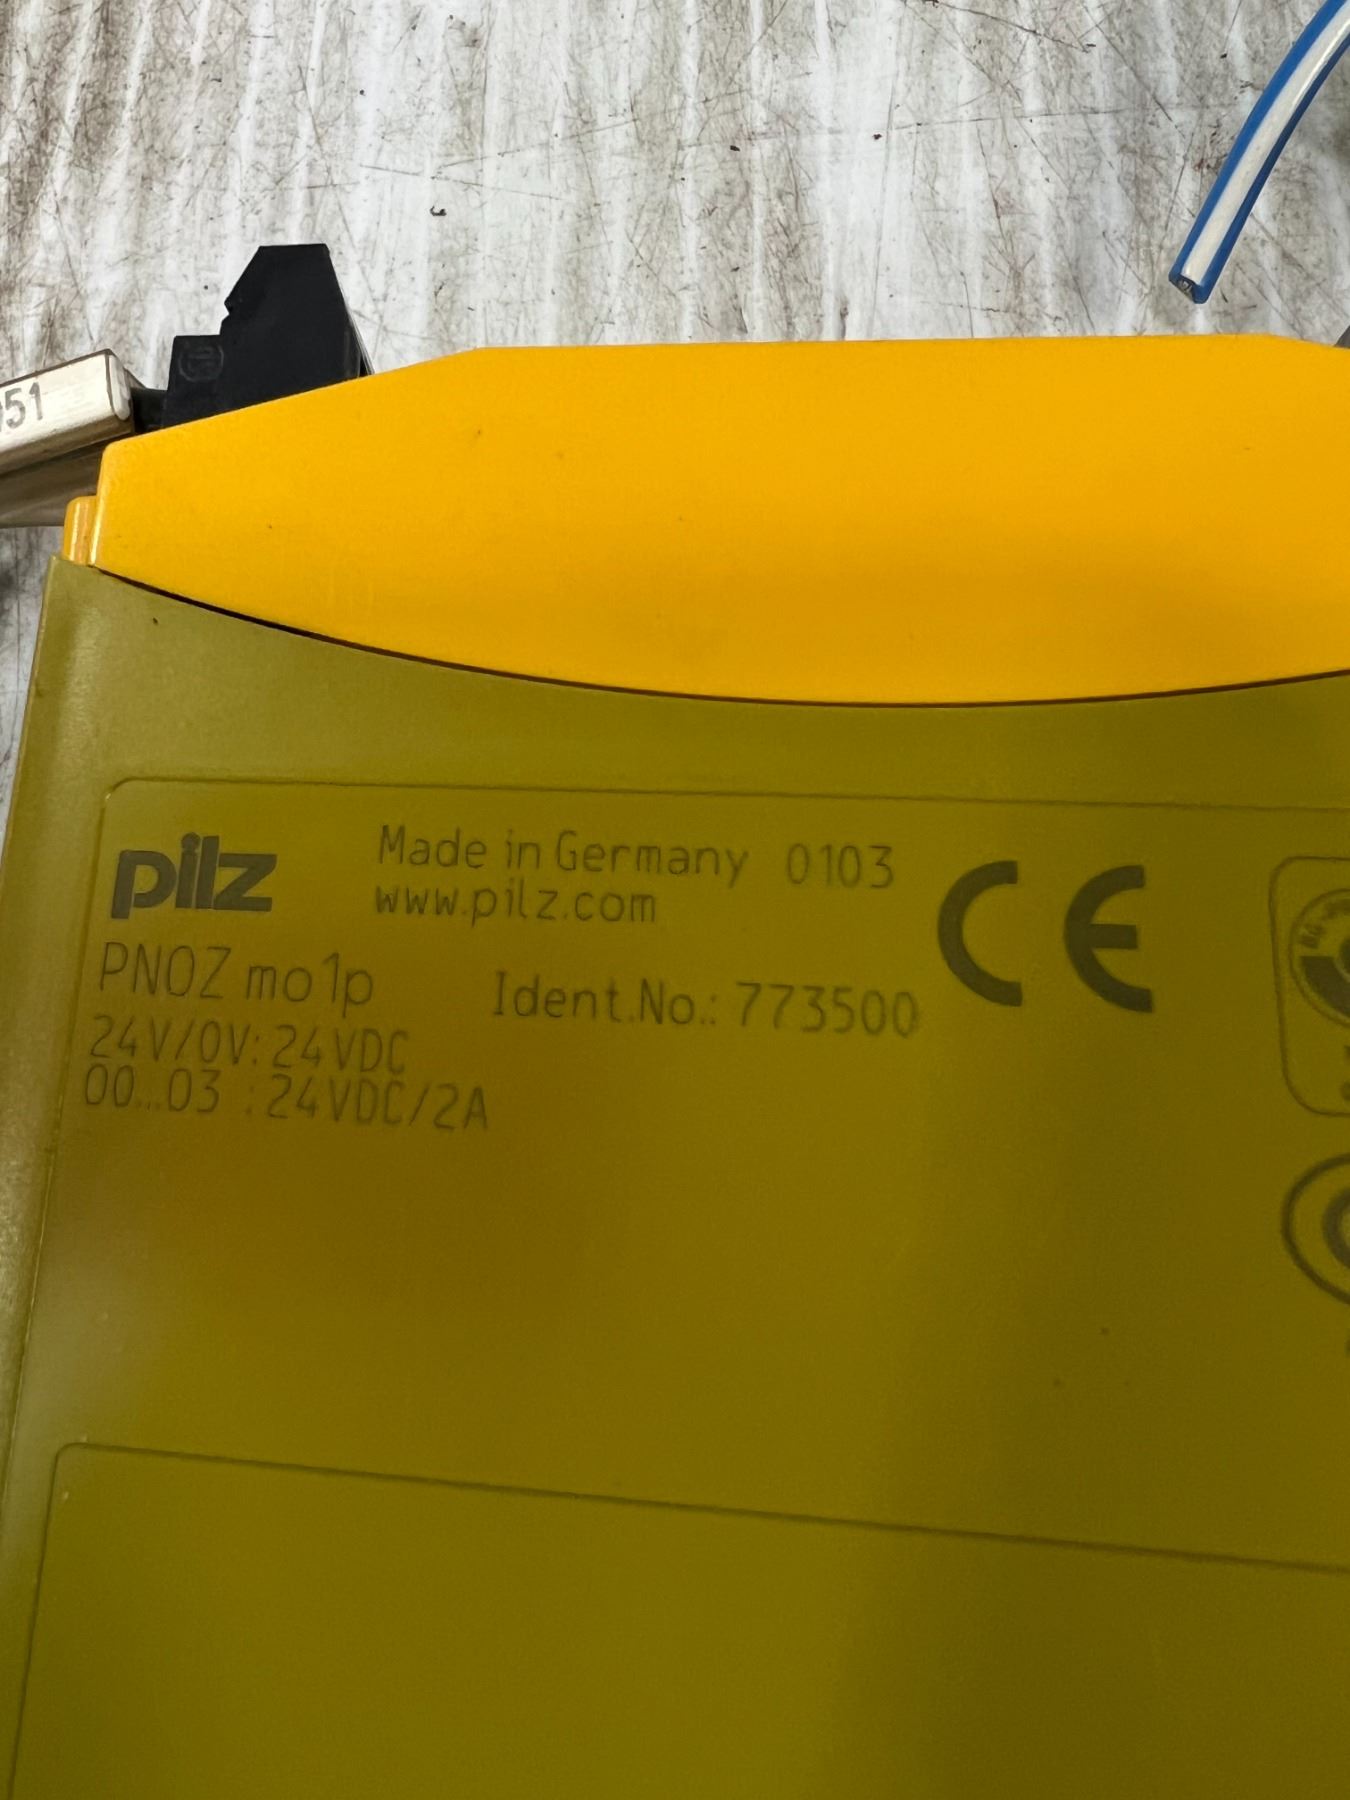 51
pilz
Made in Germany 0103
www.pilz.com
CE
PNOZ mo1p
Ident.No.: 773500
24V/0V: 24VDC
O0...O3 : 24VDC/2A